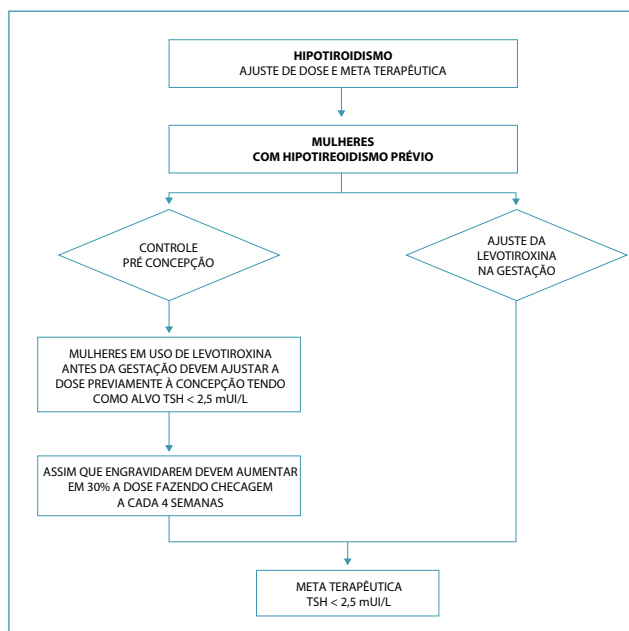 HIPOTIROIDISMO
AJUSTE DE DOSE E META TERAPÊUTICA
MULHERES
COM HIPOTIREOIDISMO PRÉVIO
CONTROLE
PRÉ CONCEPÇÃO
AJUSTE DA
LEVOTIROXINA
NA GESTAÇÃO
MULHERES EM USO DE LEVOTIROXINA
ANTES DA GESTAÇÃO DEVEM AJUSTAR A
DOSE PREVIAMENTE À CONCEPÇÃO TENDO
COMO ALVO TSH < 2,5 mUI/L
ASSIM QUE ENGRAVIDAREM DEVEM AUMENTAR
EM 30% A DOSE FAZENDO CHECAGEM
A CADA 4 SEMANAS
META TERAPÊUTICA
TSH < 2,5 mUI/L